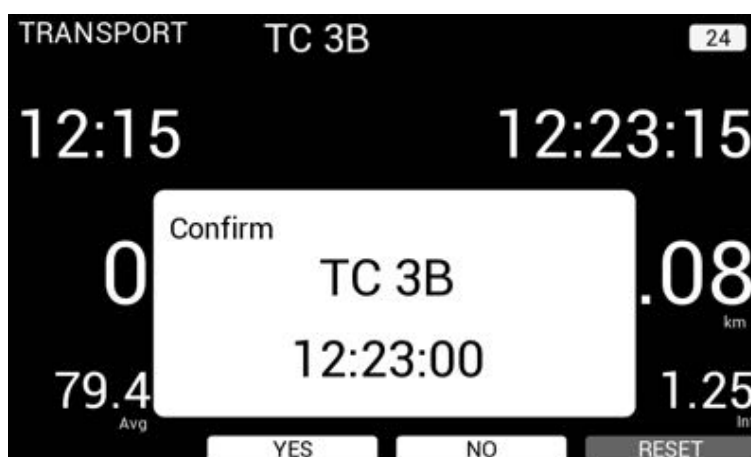 TRANSPORT TC 3B 24
12:15 12:23:15
Confirm
0 TC 3B .08
km
12:23:00
79.4 1.25
Avg
YES NO RESET